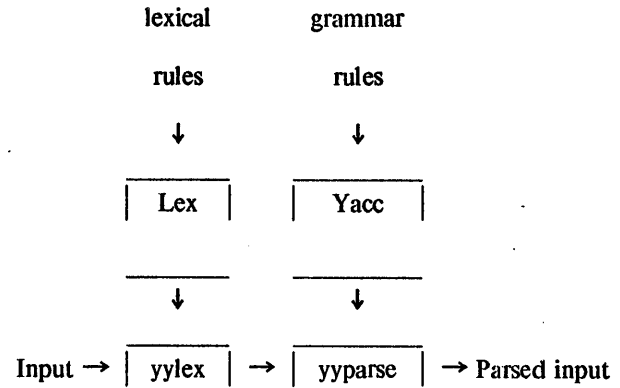 lexical grammar
rules rules
↓ ↓
Lex Yacc
↓ ↓
Input → yylex → yyparse → Parsed input